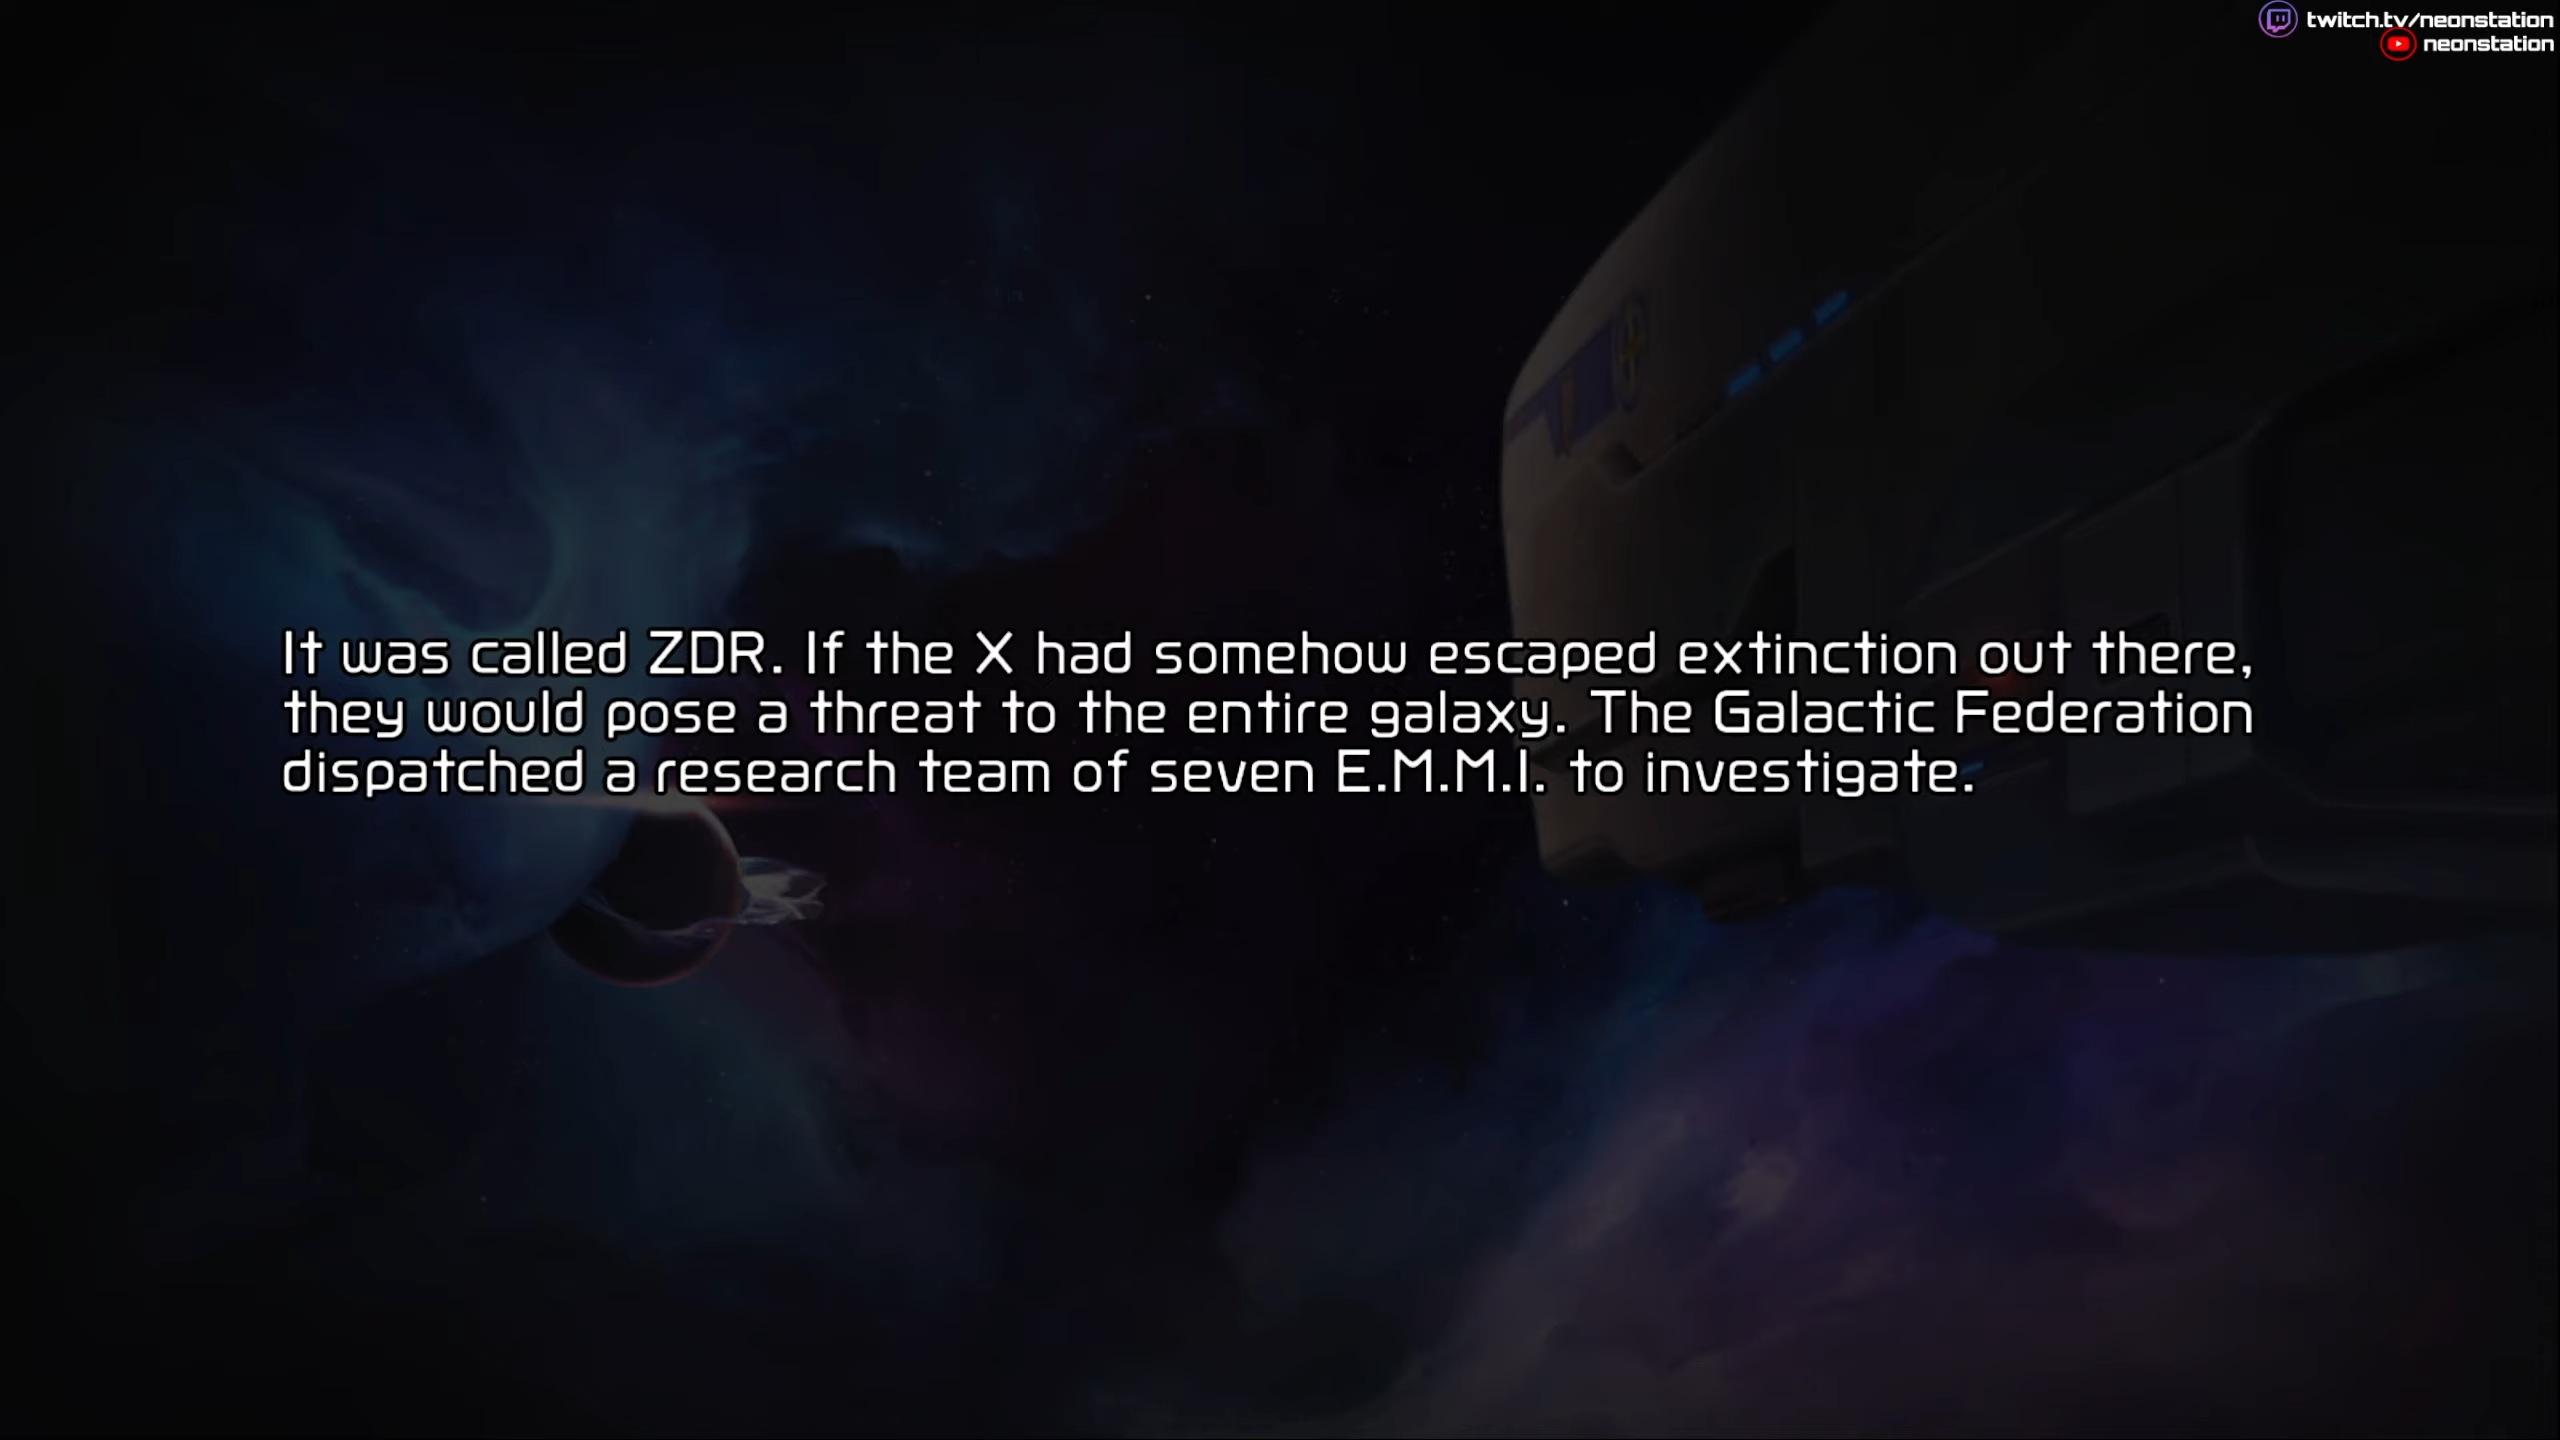 twitch.tv/neonstation
neonstation
It was called ZDR. If the X had somehow escaped extinction out there,
they would pose a threat to the entire galaxy. The Galactic Federation
dispatched a research team of seven E.M.M.I. to investigate.